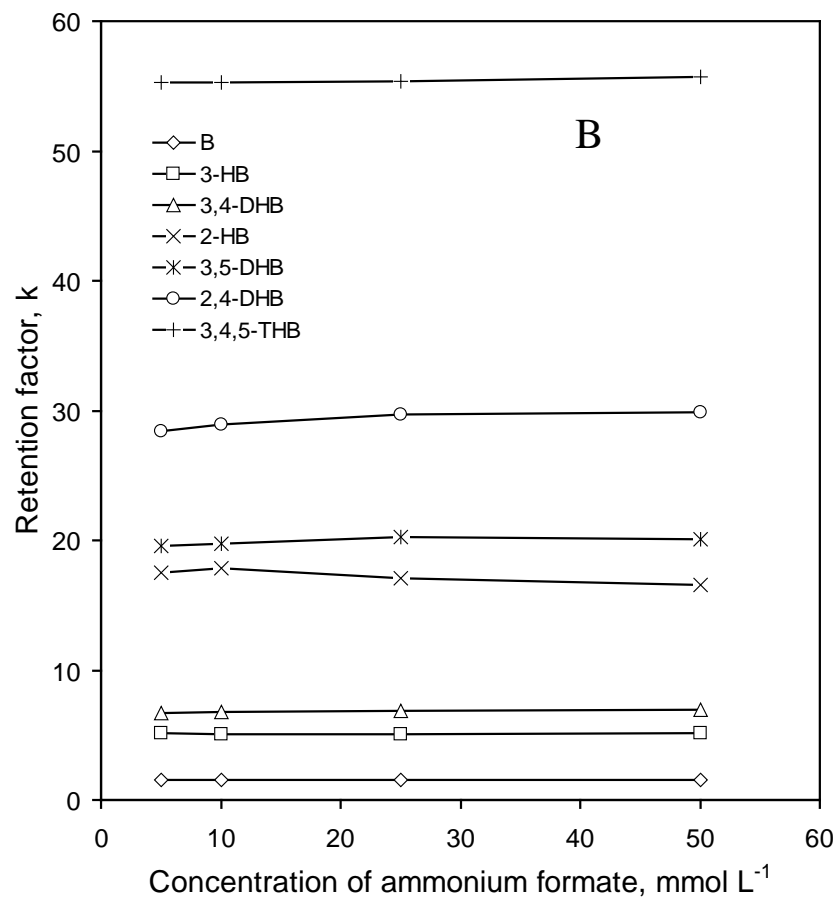 60
50
40
30
20
10
0
Retention factor, k
B
B
3-HB
3,4-DHB
2-HB
3,5-DHB
2,4-DHB
3,4,5-THB
0 10 20 30 40 50 60
Concentration of ammonium formate, mmol L⁻¹